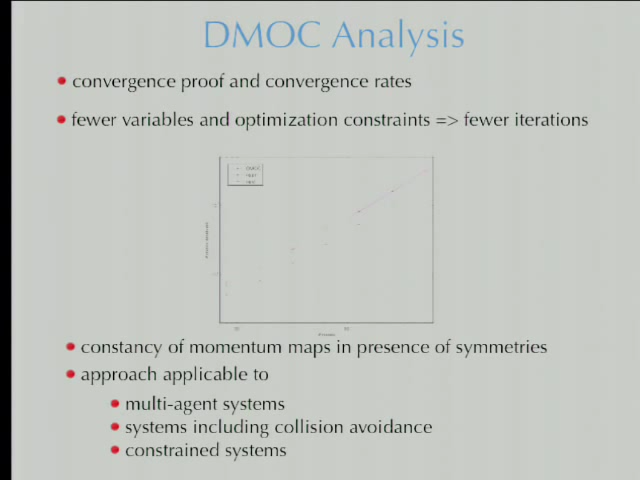 DMOC Analysis
convergence proof and convergence rates
fewer variables and optimization constraints => fewer iterations
constancy of momentum maps in presence of symmetries
approach applicable to
multi-agent systems
systems including collision avoidance
constrained systems